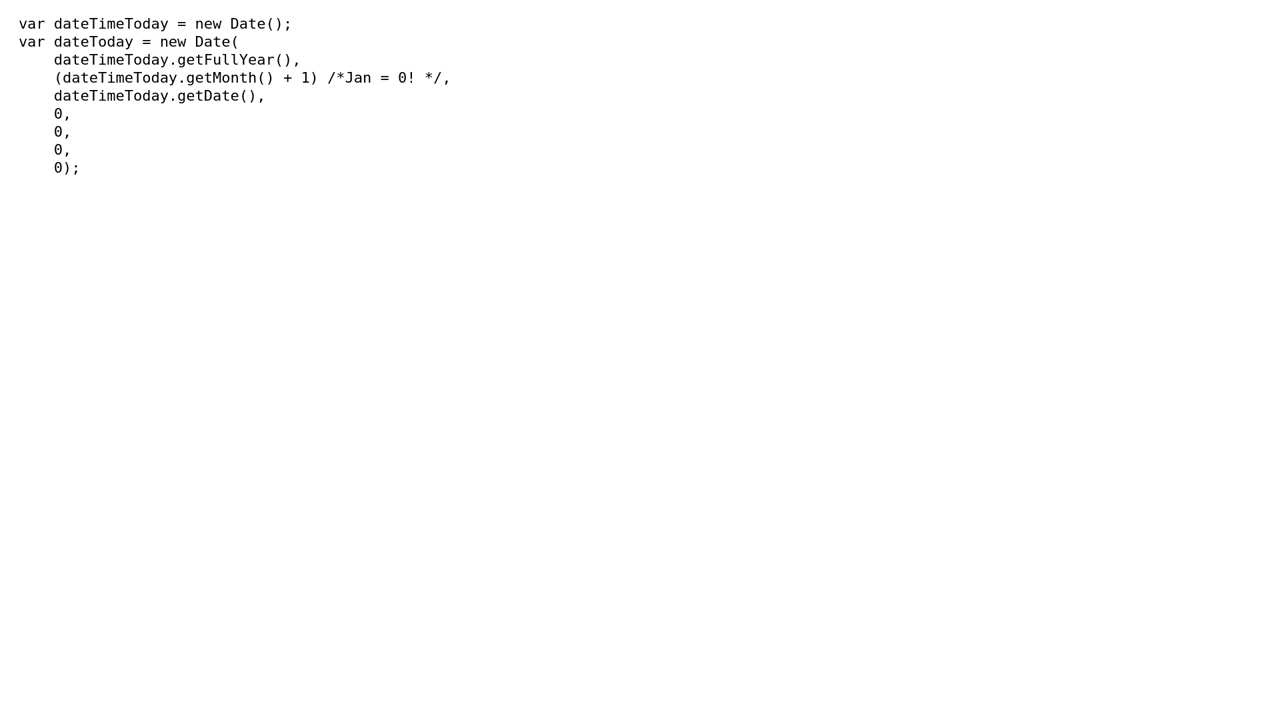 var dateTimeToday = new Date();
var dateToday = new Date(
    dateTimeToday.getFullYear(),
    (dateTimeToday.getMonth() + 1) /*Jan = 0! */,
    dateTimeToday.getDate(),
    0,
    0,
    0,
    0);